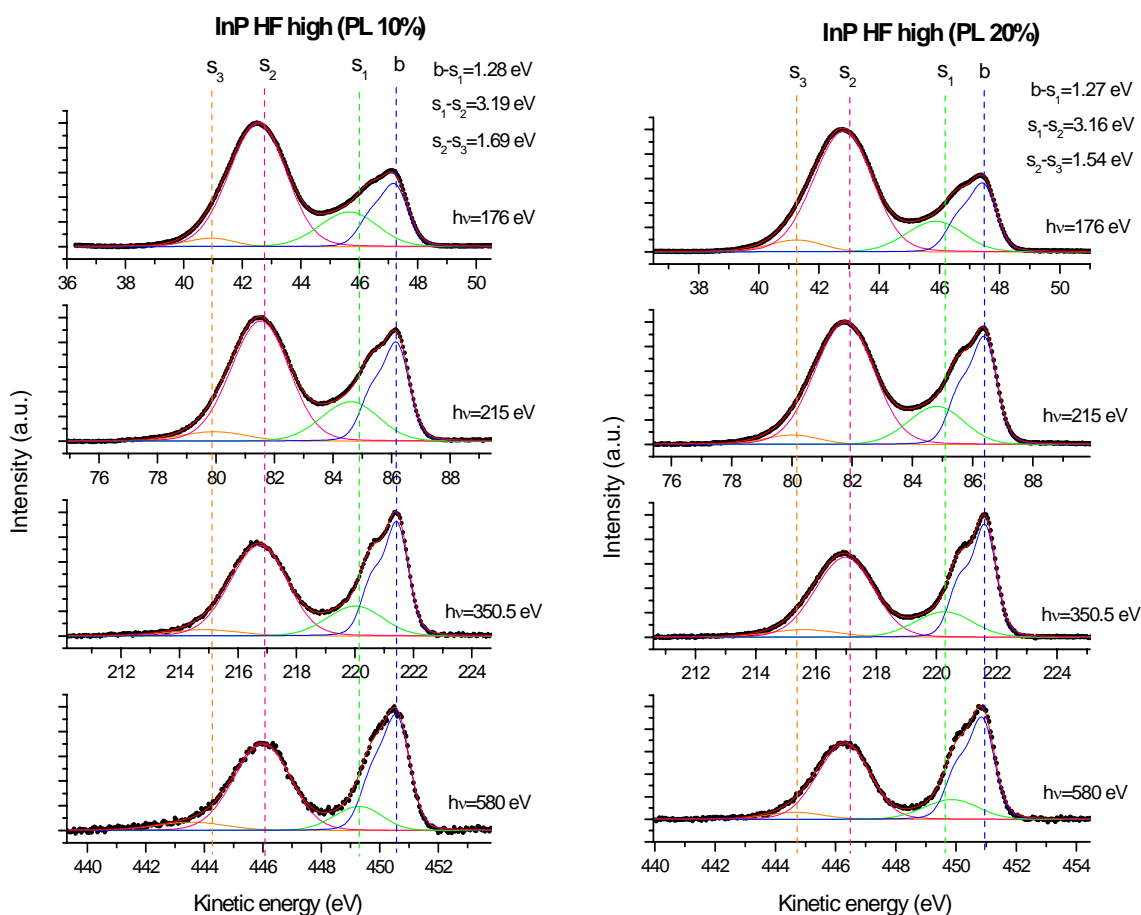 InP HF high (PL 10%)
s₃ s₂ s₁ b
b-s₁=1.28 eV
s₁-s₂=3.19 eV
s₂-s₃=1.69 eV
hν=176 eV
36 38 40 42 44 46 48 50
hν=215 eV
76 78 80 82 84 86 88
hν=350.5 eV
212 214 216 218 220 222 224
hν=580 eV
440 442 444 446 448 450 452
Kinetic energy (eV)
Intensity (a.u.)
InP HF high (PL 20%)
s₃ s₂ s₁ b
b-s₁=1.27 eV
s₁-s₂=3.16 eV
s₂-s₃=1.54 eV
hν=176 eV
38 40 42 44 46 48 50
hν=215 eV
76 78 80 82 84 86 88
hν=350.5 eV
212 214 216 218 220 222 224
hν=580 eV
440 442 444 446 448 450 452 454
Kinetic energy (eV)
Intensity (a.u.)